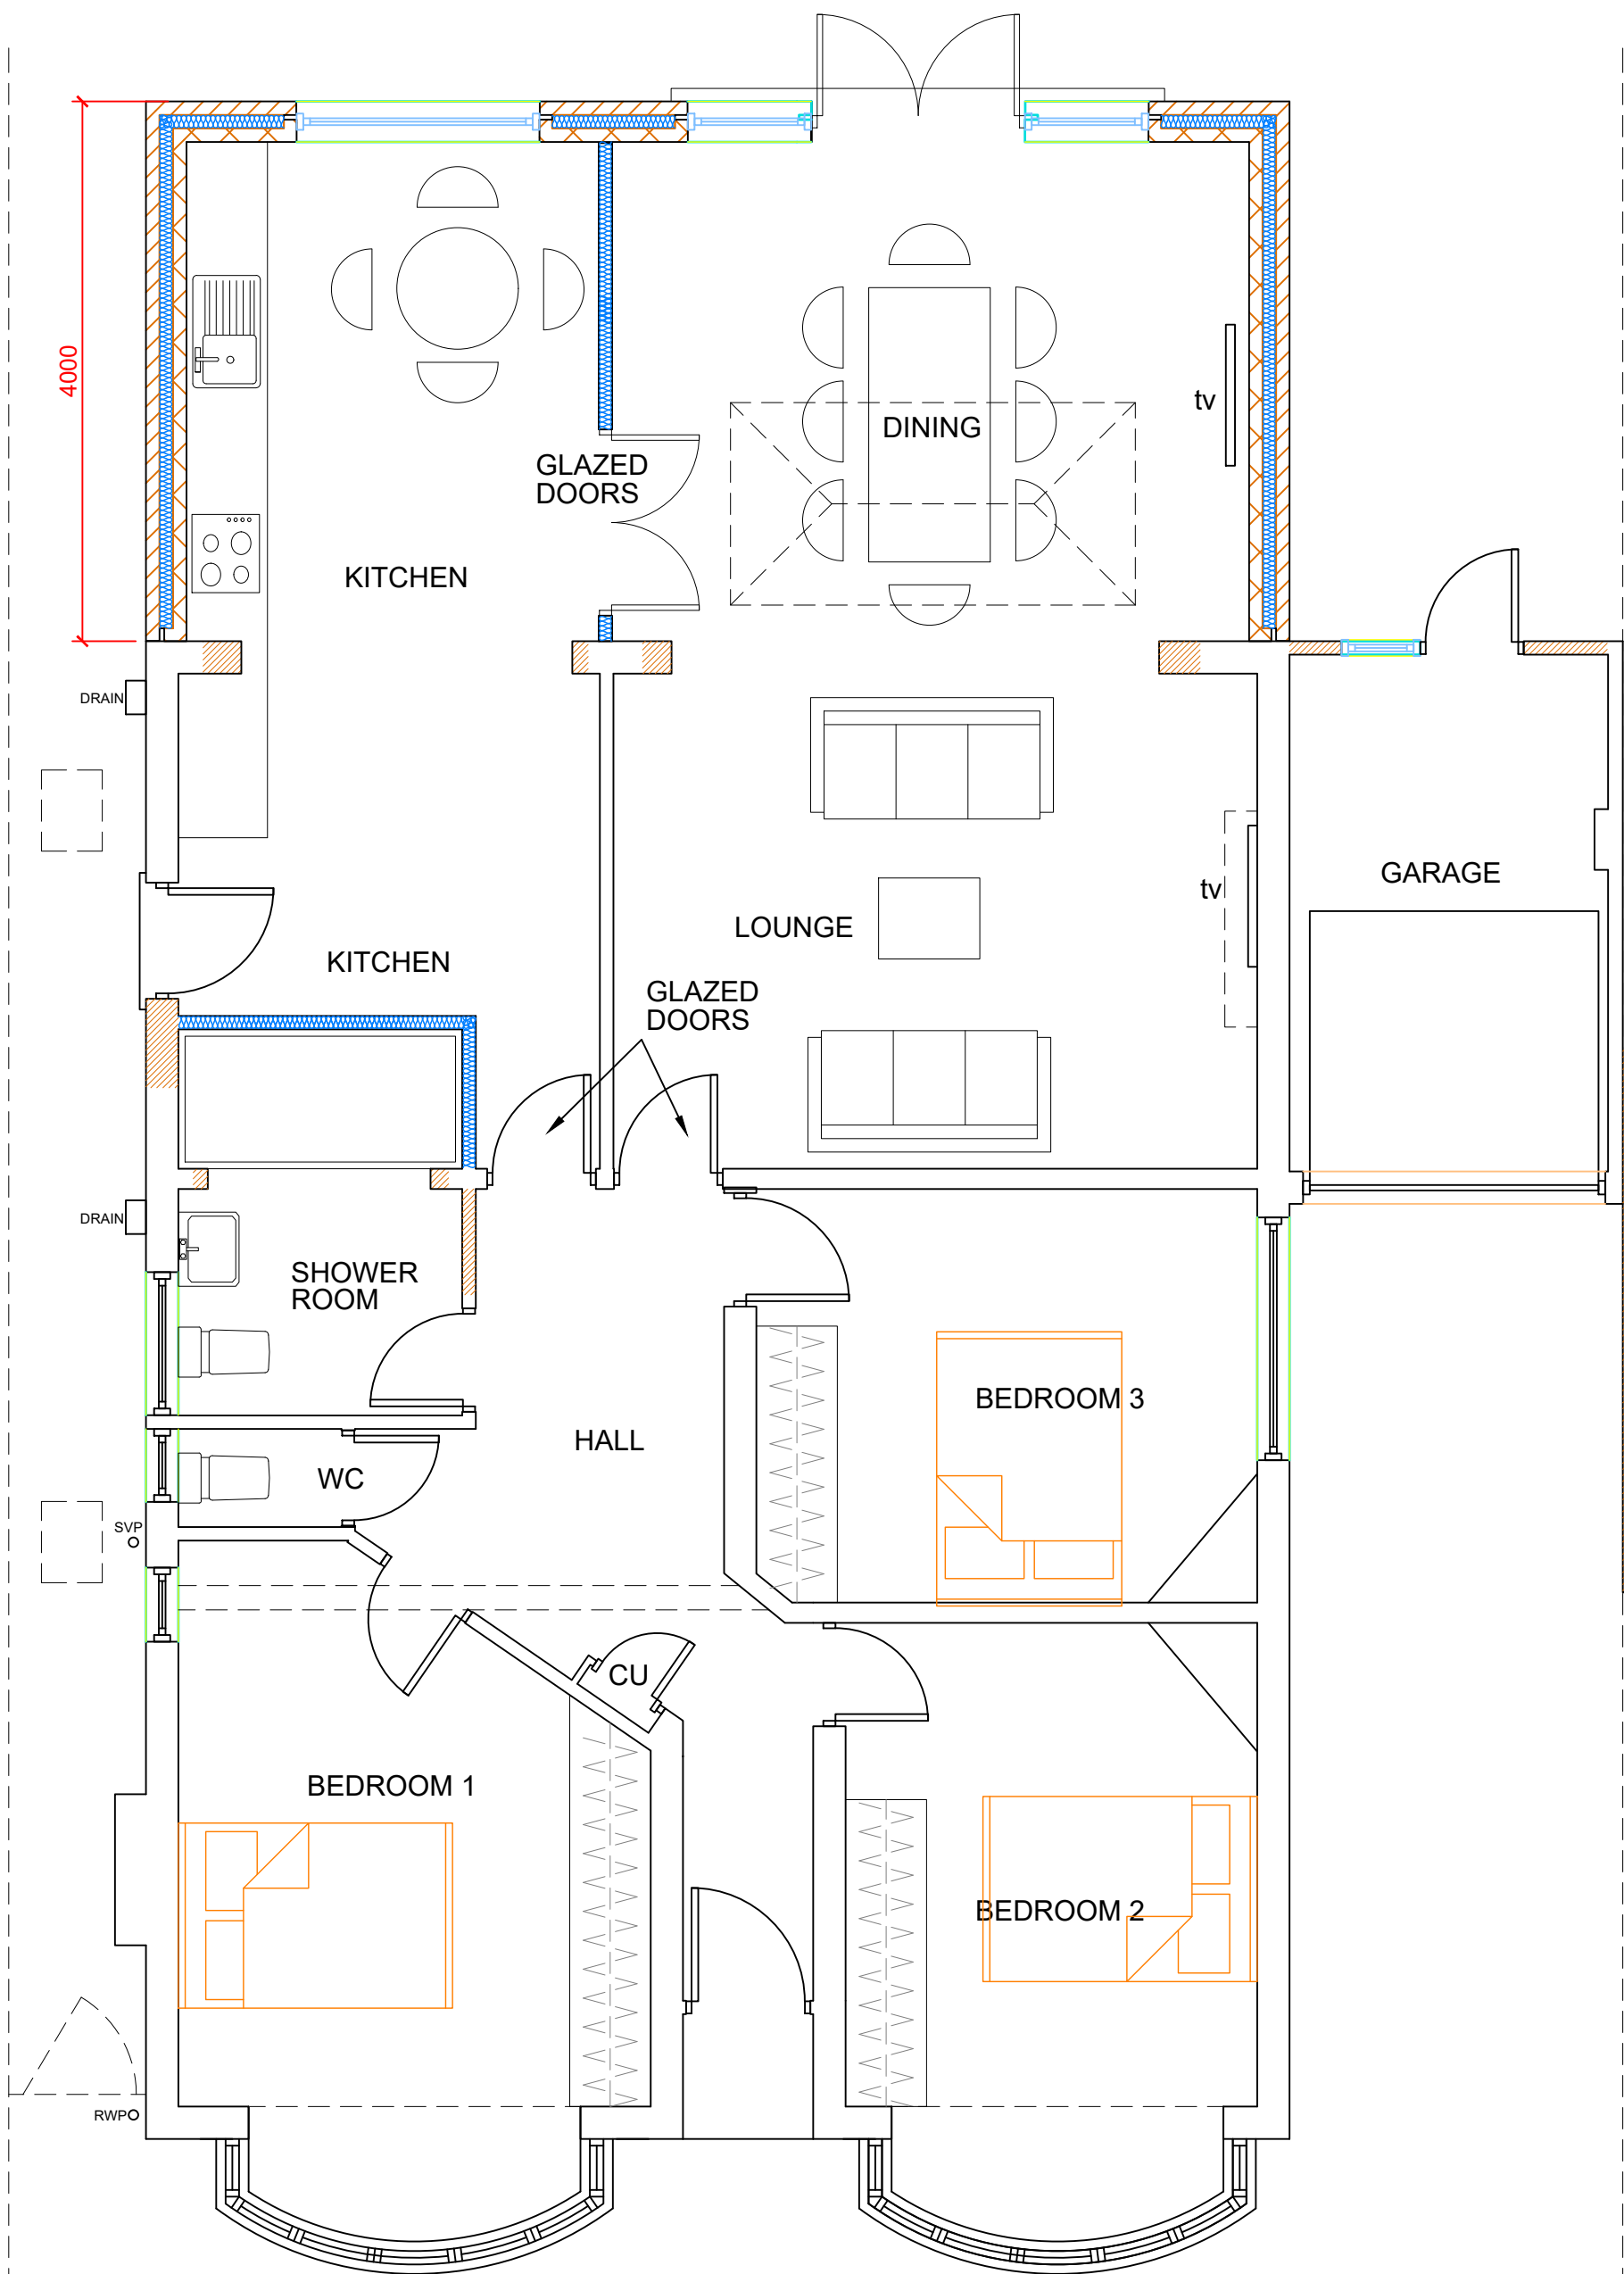 4000
GLAZED
DOORS
DINING
tv
KITCHEN
DRAIN
GARAGE
tv
LOUNGE
KITCHEN
GLAZED
DOORS
DRAIN
SHOWER
ROOM
BEDROOM 3
HALL
WC
SVP
CU
BEDROOM 1
BEDROOM 2
RWP